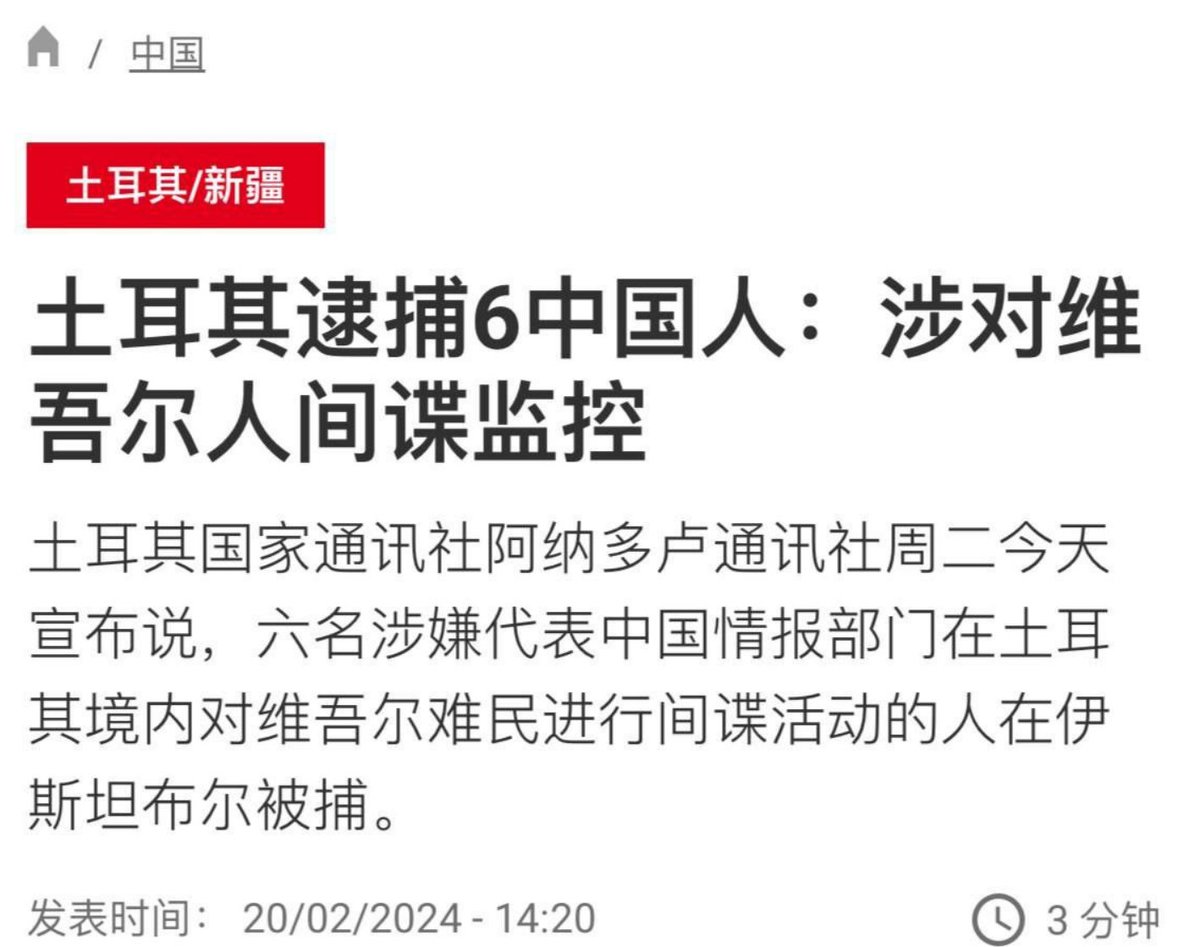 / 中国
土耳其/新疆
土耳其逮捕6中国人：涉对维
吾尔人间谍监控
土耳其国家通讯社阿纳多卢通讯社周二今天
宣布说，六名涉嫌代表中国情报部门在土耳
其境内对维吾尔难民进行间谍活动的人在伊
斯坦布尔被捕。
发表时间： 20/02/2024 - 14:20 3 分钟